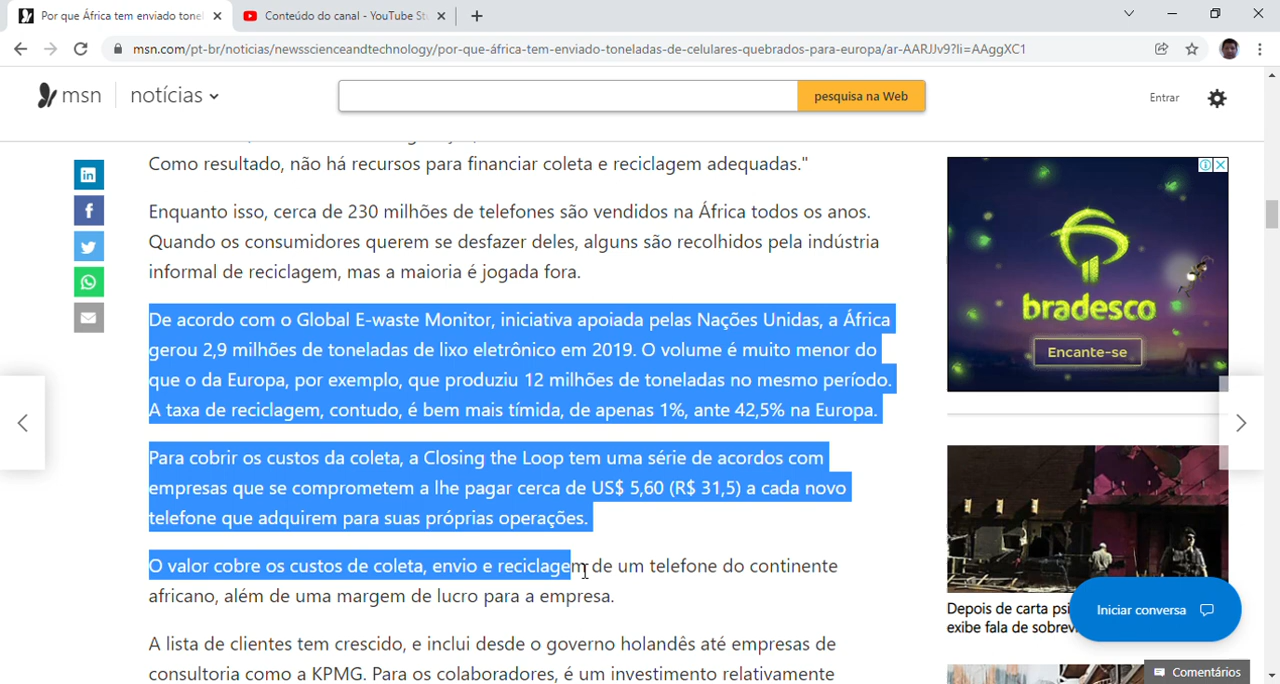 Por que África tem enviado tonel
Conteúdo do canal - YouTube St
msn.com/pt-br/noticias/newsscienceandtechnology/por-que-áfrica-tem-enviado-toneladas-de-celulares-quebrados-para-europa/ar-AARJJv9?li=AAggXC1
msn
notícias
pesquisa na Web
Entrar
Como resultado, não há recursos para financiar coleta e reciclagem adequadas."
Enquanto isso, cerca de 230 milhões de telefones são vendidos na África todos os anos.
Quando os consumidores querem se desfazer deles, alguns são recolhidos pela indústria
informal de reciclagem, mas a maioria é jogada fora.
De acordo com o Global E-waste Monitor, iniciativa apoiada pelas Nações Unidas, a África
gerou 2,9 milhões de toneladas de lixo eletrônico em 2019. O volume é muito menor do
que o da Europa, por exemplo, que produziu 12 milhões de toneladas no mesmo período.
A taxa de reciclagem, contudo, é bem mais tímida, de apenas 1%, ante 42,5% na Europa.
Para cobrir os custos da coleta, a Closing the Loop tem uma série de acordos com
empresas que se comprometem a lhe pagar cerca de US$ 5,60 (R$ 31,5) a cada novo
telefone que adquirem para suas próprias operações.
O valor cobre os custos de coleta, envio e reciclagem de um telefone do continente
africano, além de uma margem de lucro para a empresa.
A lista de clientes tem crescido, e inclui desde o governo holandês até empresas de
consultoria como a KPMG. Para os colaboradores, é um investimento relativamente
bradesco
Encante-se
Depois de carta psi
exibe fala de sobrev
Iniciar conversa
Comentários